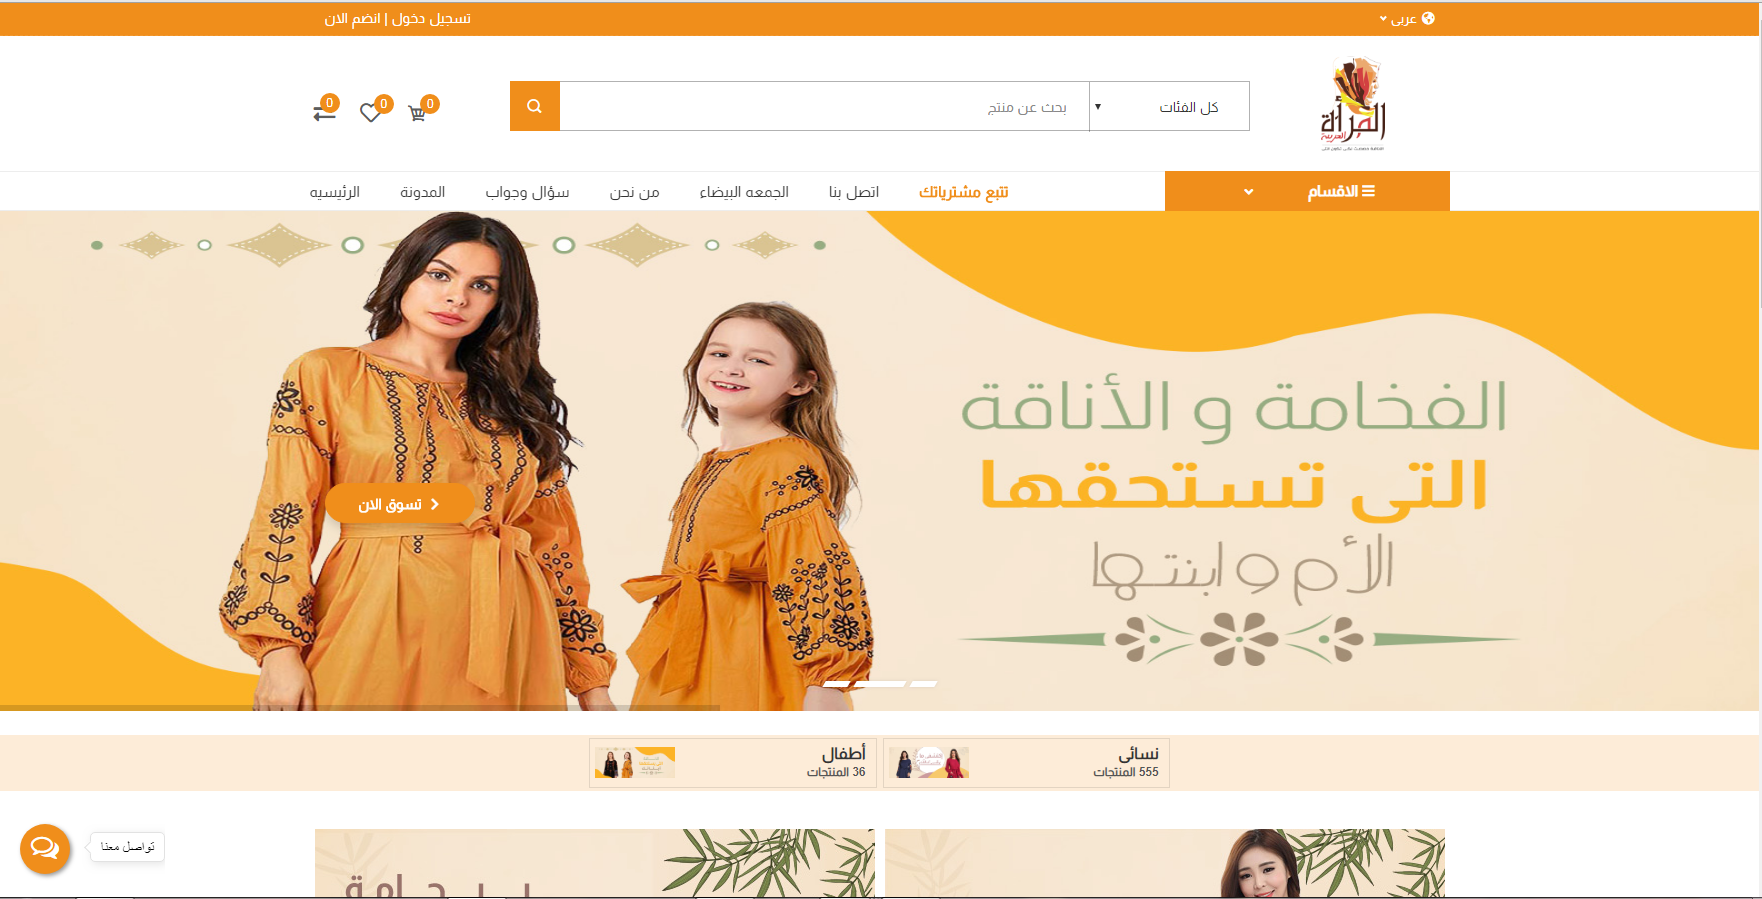 عربى
تسجيل دخول | انضم الان
المرأة
العربية
كل الفئات
بحث عن منتج
0
0
0
الاقسام
تتبع مشترياتك
اتصل بنا
الجمعه البيضاء
من نحن
سؤال وجواب
المدونة
الرئيسيه
الفخامة و الأناقة
التى تستحقها
الأم و ابنتها
تسوق الان
نسائى
555 المنتجات
أطفال
36 المنتجات
تواصل معنا